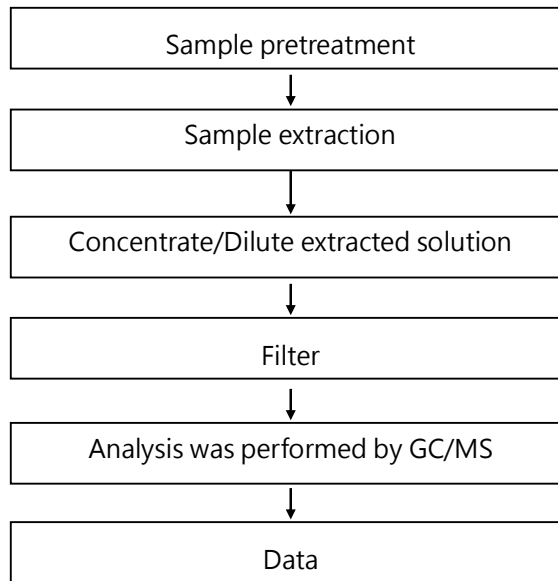 Sample pretreatment
Sample extraction
Concentrate/Dilute extracted solution
Filter
Analysis was performed by GC/MS
Data